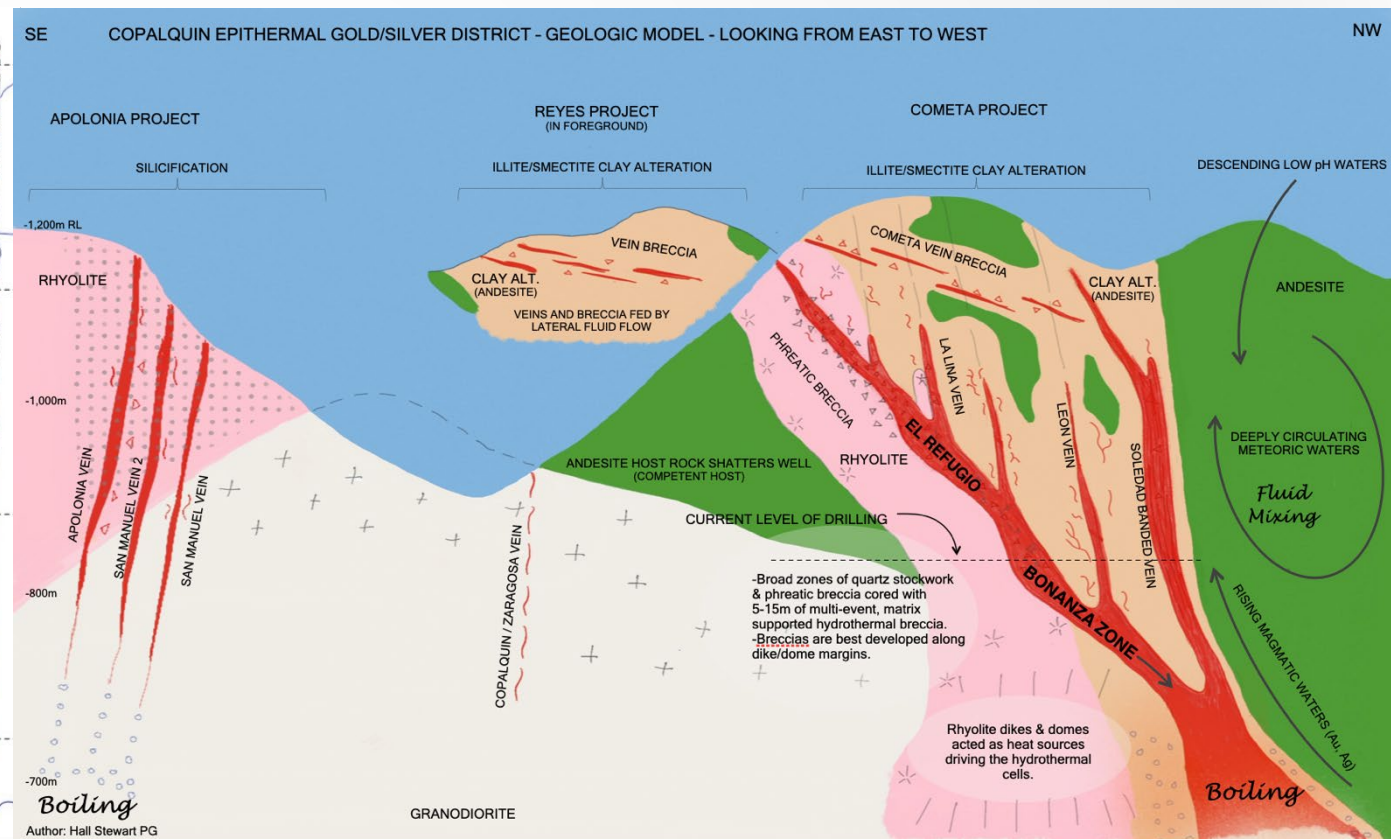 SE
COPALQUIN EPITHERMAL GOLD/SILVER DISTRICT - GEOLOGIC MODEL - LOOKING FROM EAST TO WEST
NW
APOLONIA PROJECT
REYES PROJECT
(IN FOREGROUND)
COMETA PROJECT
SILICIFICATION
ILLITE/SMECTITE CLAY ALTERATION
ILLITE/SMECTITE CLAY ALTERATION
DESCENDING LOW pH WATERS
-1,200m RL
RHYOLITE
VEIN BRECCIA
CLAY ALT.
(ANDESITE)
VEINS AND BRECCIA FED BY
LATERAL FLUID FLOW
COMETA VEIN BRECCIA
CLAY ALT.
(ANDESITE)
ANDESITE
PHREATIC BRECCIA
LA LINA VEIN
-1,000m
EL REFUGIO
LEON VEIN
SOLEDAD BANDED VEIN
DEEPLY CIRCULATING
METEORIC WATERS
Fluid
Mixing
APOLONIA VEIN
SAN MANUEL VEIN 2
SAN MANUEL VEIN
ANDESITE HOST ROCK SHATTERS WELL
(COMPETENT HOST)
RHYOLITE
CURRENT LEVEL OF DRILLING
COPALQUIN / ZARAGOSA VEIN
-800m
-Broad zones of quartz stockwork
& phreatic breccia cored with
5-15m of multi-event, matrix
supported hydrothermal breccia.
-Breccias are best developed along
dike/dome margins.
BONANZA ZONE
RISING MAGMATIC WATERS (Au, Ag)
Rhyolite dikes & domes
acted as heat sources
driving the hydrothermal
cells.
-700m
Boiling
Boiling
GRANODIORITE
Author: Hall Stewart PG